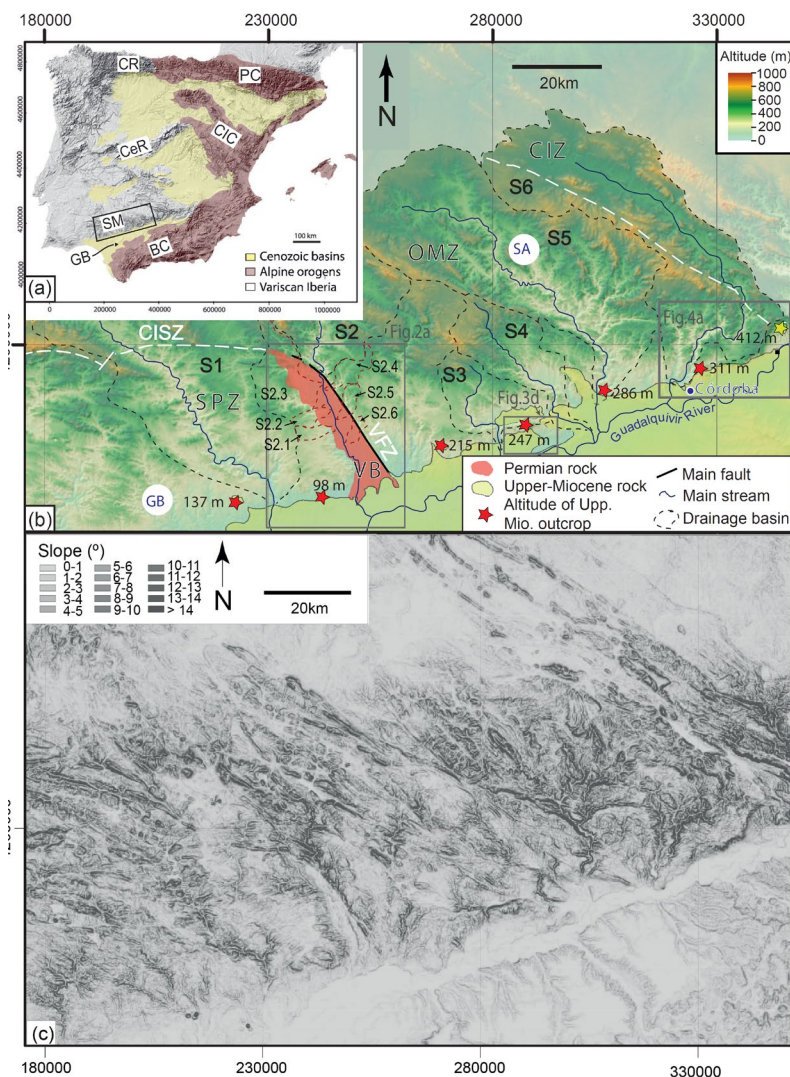 180000
230000
280000
330000
4800000
4600000
4400000
4200000
4000000
CR
PC
CIC
CeR
SM
GB
BC
100 km
Cenozoic basins
Alpine orogens
Variscan Iberia
(a)
0
200000
400000
600000
800000
1000000
N
20km
Altitude (m)
1000
800
600
400
200
0
CIZ
S6
S5
OMZ
SA
S2
Fig.2a
CISZ
S1
S4
Fig.4a
412 m
S2.4
S3
311 m
SPZ
S2.3
S2.5
286 m
Córdoba
S2.6
Fig.3d
S2.2
VFZ
Guadalquivir River
S2.1
215 m
247 m
VB
GB
137 m
98 m
Permian rock
Upper-Miocene rock
Altitude of Upp.
Mio. outcrop
Main fault
Main stream
Drainage basin
(b)
Slope (º)
0-1
1-2
2-3
3-4
4-5
5-6
6-7
7-8
8-9
9-10
10-11
11-12
12-13
13-14
> 14
N
20km
(c)
180000
230000
280000
330000